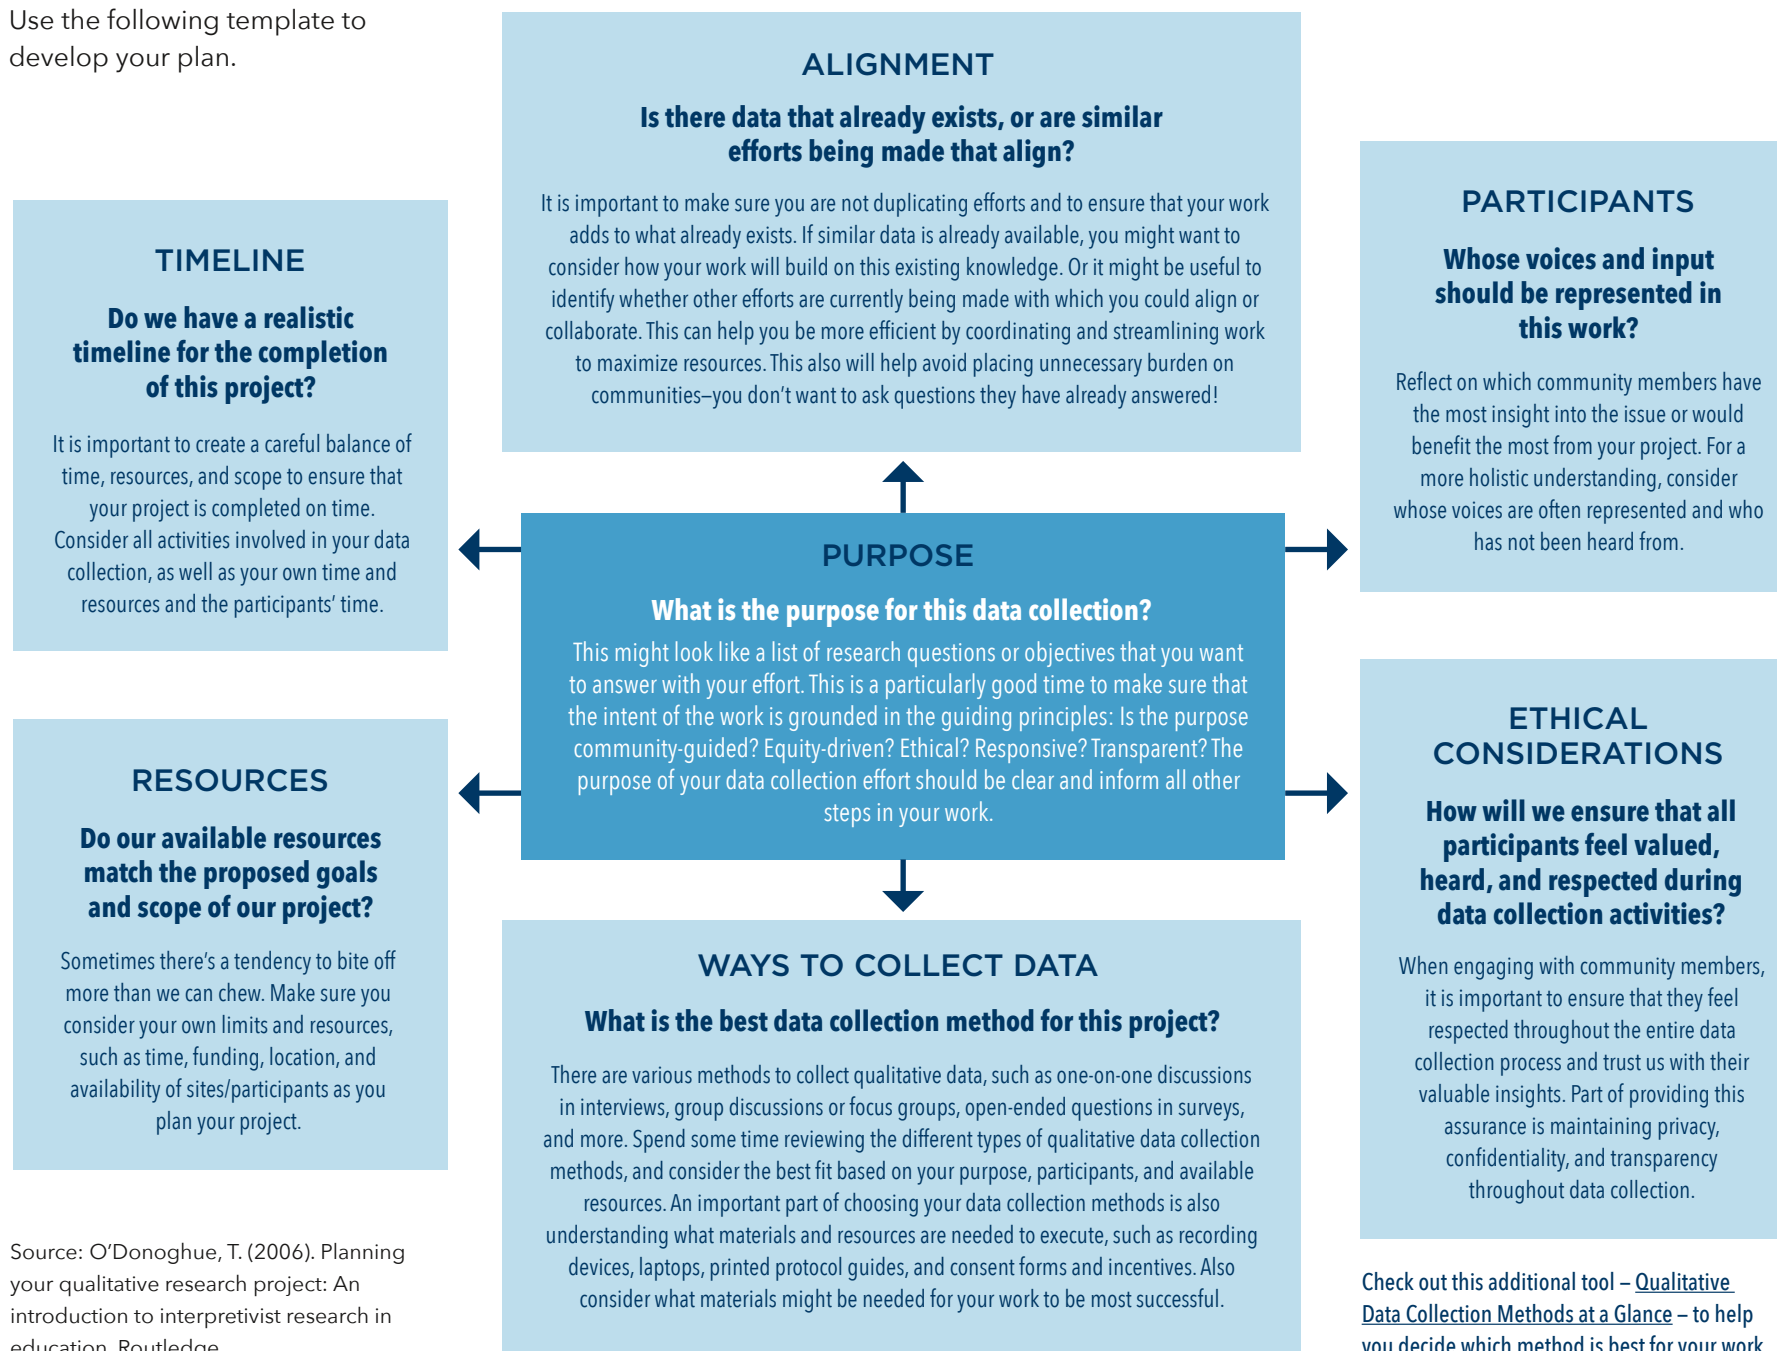 Use the following template to
develop your plan.
ALIGNMENT
Is there data that already exists, or are similar
efforts being made that align?
It is important to make sure you are not duplicating efforts and to ensure that your work
adds to what already exists. If similar data is already available, you might want to
consider how your work will build on this existing knowledge. Or it might be useful to
identify whether other efforts are currently being made with which you could align or
collaborate. This can help you be more efficient by coordinating and streamlining work
to maximize resources. This also will help avoid placing unnecessary burden on
communities—you don't want to ask questions they have already answered!
TIMELINE
Do we have a realistic
timeline for the completion
of this project?
It is important to create a careful balance of
time, resources, and scope to ensure that
your project is completed on time.
Consider all activities involved in your data
collection, as well as your own time and
resources and the participants' time.
PARTICIPANTS
Whose voices and input
should be represented in
this work?
Reflect on which community members have
the most insight into the issue or would
benefit the most from your project. For a
more holistic understanding, consider
whose voices are often represented and who
has not been heard from.
PURPOSE
What is the purpose for this data collection?
This might look like a list of research questions or objectives that you want
to answer with your effort. This is a particularly good time to make sure that
the intent of the work is grounded in the guiding principles: Is the purpose
community-guided? Equity-driven? Ethical? Responsive? Transparent? The
purpose of your data collection effort should be clear and inform all other
steps in your work.
RESOURCES
Do our available resources
match the proposed goals
and scope of our project?
Sometimes there's a tendency to bite off
more than we can chew. Make sure you
consider your own limits and resources,
such as time, funding, location, and
availability of sites/participants as you
plan your project.
ETHICAL
CONSIDERATIONS
How will we ensure that all
participants feel valued,
heard, and respected during
data collection activities?
When engaging with community members,
it is important to ensure that they feel
respected throughout the entire data
collection process and trust us with their
valuable insights. Part of providing this
assurance is maintaining privacy,
confidentiality, and transparency
throughout data collection.
WAYS TO COLLECT DATA
What is the best data collection method for this project?
There are various methods to collect qualitative data, such as one-on-one discussions
in interviews, group discussions or focus groups, open-ended questions in surveys,
and more. Spend some time reviewing the different types of qualitative data collection
methods, and consider the best fit based on your purpose, participants, and available
resources. An important part of choosing your data collection methods is also
understanding what materials and resources are needed to execute, such as recording
devices, laptops, printed protocol guides, and consent forms and incentives. Also
consider what materials might be needed for your work to be most successful.
Source: O'Donoghue, T. (2006). Planning
your qualitative research project: An
introduction to interpretivist research in
education. Routledge
Check out this additional tool – Qualitative
Data Collection Methods at a Glance – to help
you decide which method is best for your work